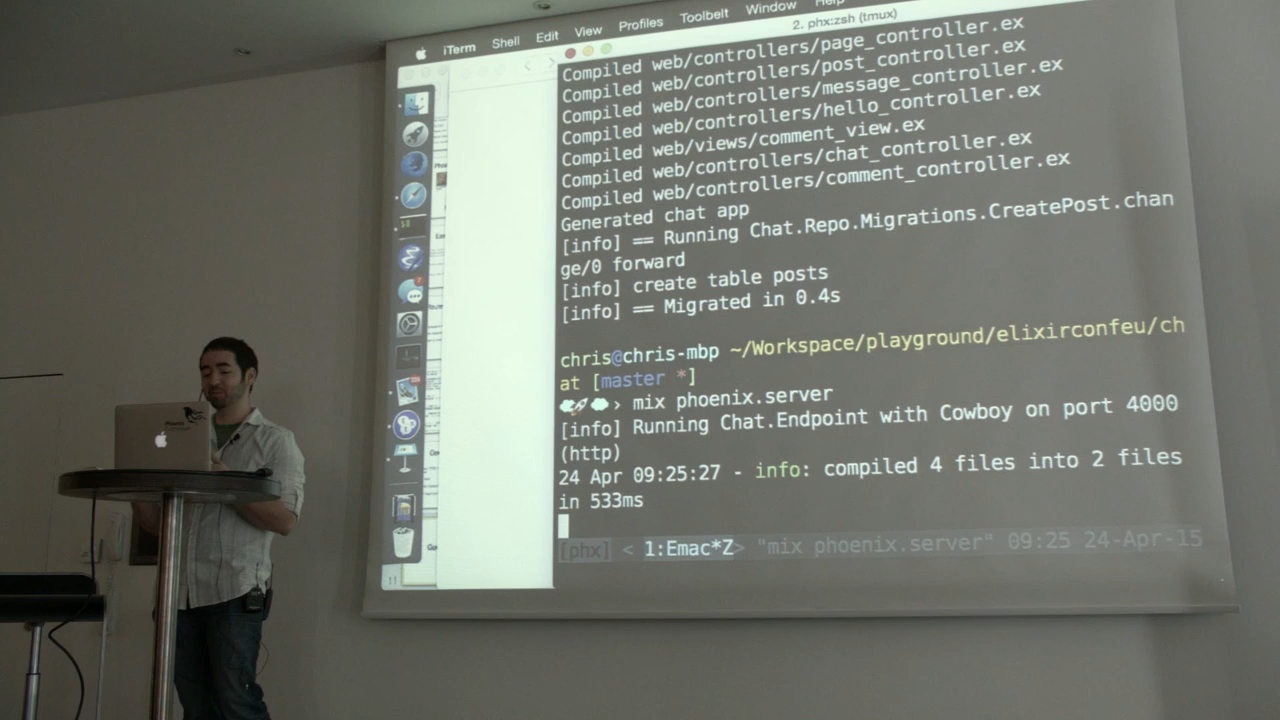 iTerm Shell Edit View Profiles Toolbelt Window Help
2. phx:zsh (tmux)
Compiled web/controllers/page_controller.ex
Compiled web/controllers/post_controller.ex
Compiled web/controllers/message_controller.ex
Compiled web/controllers/hello_controller.ex
Compiled web/views/comment_view.ex
Compiled web/controllers/chat_controller.ex
Compiled web/controllers/comment_controller.ex
Generated chat app
[info] == Running Chat.Repo.Migrations.CreatePost.chan
ge/0 forward
[info] create table posts
[info] == Migrated in 0.4s
chris@chris-mbp ~/Workspace/playground/elixirconfeu/ch
at [master *]
› mix phoenix.server
[info] Running Chat.Endpoint with Cowboy on port 4000
(http)
24 Apr 09:25:27 - info: compiled 4 files into 2 files
in 533ms
[phx] < 1:Emac*Z> "mix phoenix.server" 09:25 24-Apr-15